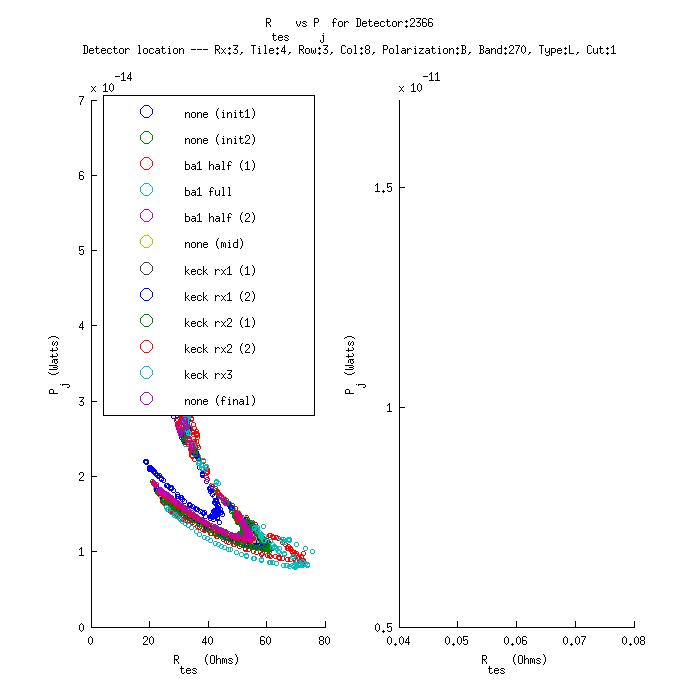 R tes vs P j for Detector:2366
Detector location --- Rx:3, Tile:4, Row:3, Col:8, Polarization:B, Band:270, Type:L, Cut:1
x 10 -14
7
6
5
4
3
2
1
0
0 20 40 60 80
P j (Watts)
R tes (Ohms)
none (init1)
none (init2)
ba1 half (1)
ba1 full
ba1 half (2)
none (mid)
keck rx1 (1)
keck rx1 (2)
keck rx2 (1)
keck rx2 (2)
keck rx3
none (final)
x 10 -11
1.5
1
0.5
0.04 0.05 0.06 0.07 0.08
P j (Watts)
R tes (Ohms)